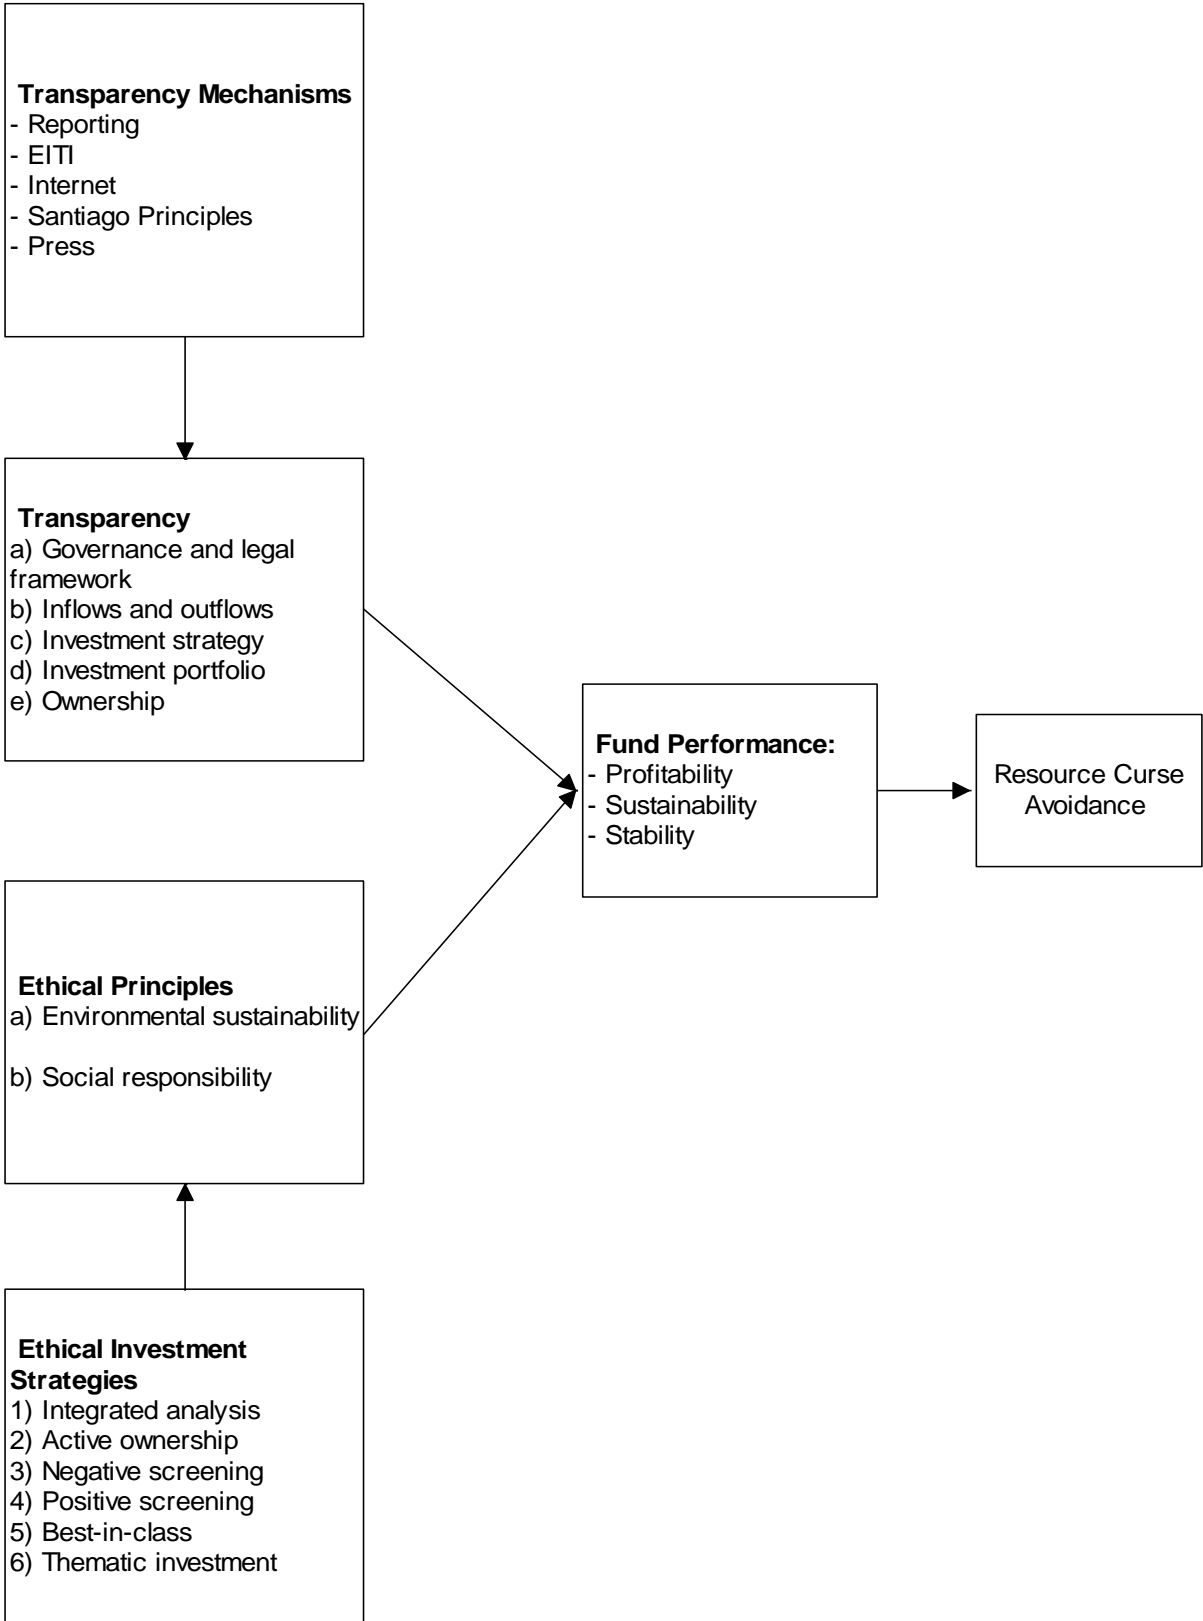 Transparency Mechanisms
- Reporting
- EITI
- Internet
- Santiago Principles
- Press
Transparency
a) Governance and legal
framework
b) Inflows and outflows
c) Investment strategy
d) Investment portfolio
e) Ownership
Fund Performance:
- Profitability
- Sustainability
- Stability
Resource Curse
Avoidance
Ethical Principles
a) Environmental sustainability
b) Social responsibility
Ethical Investment
Strategies
1) Integrated analysis
2) Active ownership
3) Negative screening
4) Positive screening
5) Best-in-class
6) Thematic investment